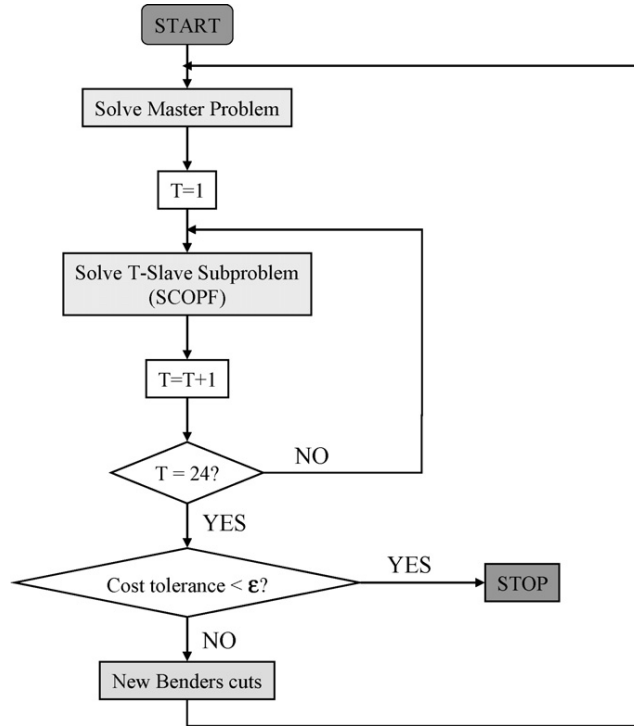 START
Solve Master Problem
T=1
Solve T-Slave Subproblem
(SCOPF)
T=T+1
T = 24?
NO
YES
Cost tolerance < ε?
YES
STOP
NO
New Benders cuts